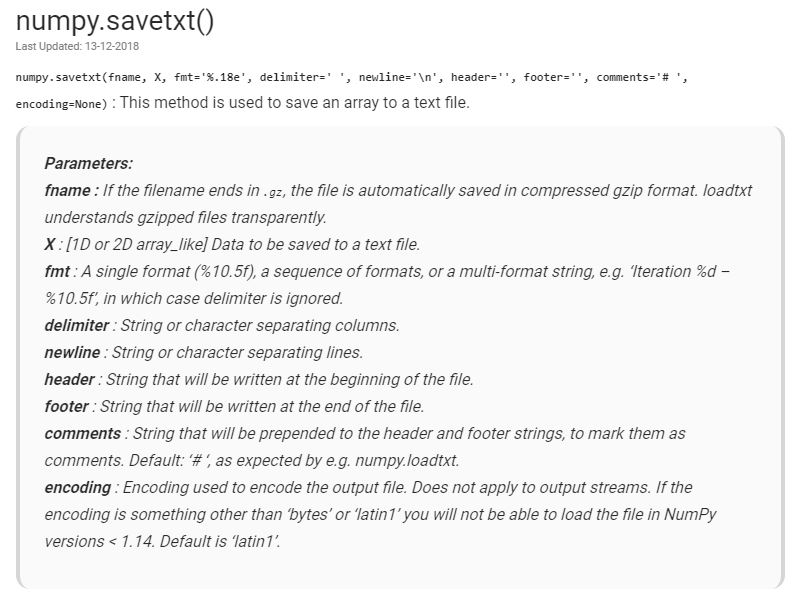 numpy.savetxt()
Last Updated: 13-12-2018
numpy.savetxt(fname, X, fmt='%.18e', delimiter=' ', newline='\n', header='', footer='', comments='# ',
encoding=None) : This method is used to save an array to a text file.
Parameters:
fname : If the filename ends in .gz, the file is automatically saved in compressed gzip format. loadtxt
understands gzipped files transparently.
X : [1D or 2D array_like] Data to be saved to a text file.
fmt : A single format (%10.5f), a sequence of formats, or a multi-format string, e.g. ‘Iteration %d –
%10.5f’, in which case delimiter is ignored.
delimiter : String or character separating columns.
newline : String or character separating lines.
header : String that will be written at the beginning of the file.
footer : String that will be written at the end of the file.
comments : String that will be prepended to the header and footer strings, to mark them as
comments. Default: ‘# ‘, as expected by e.g. numpy.loadtxt.
encoding : Encoding used to encode the output file. Does not apply to output streams. If the
encoding is something other than ‘bytes’ or ‘latin1’ you will not be able to load the file in NumPy
versions < 1.14. Default is ‘latin1’.